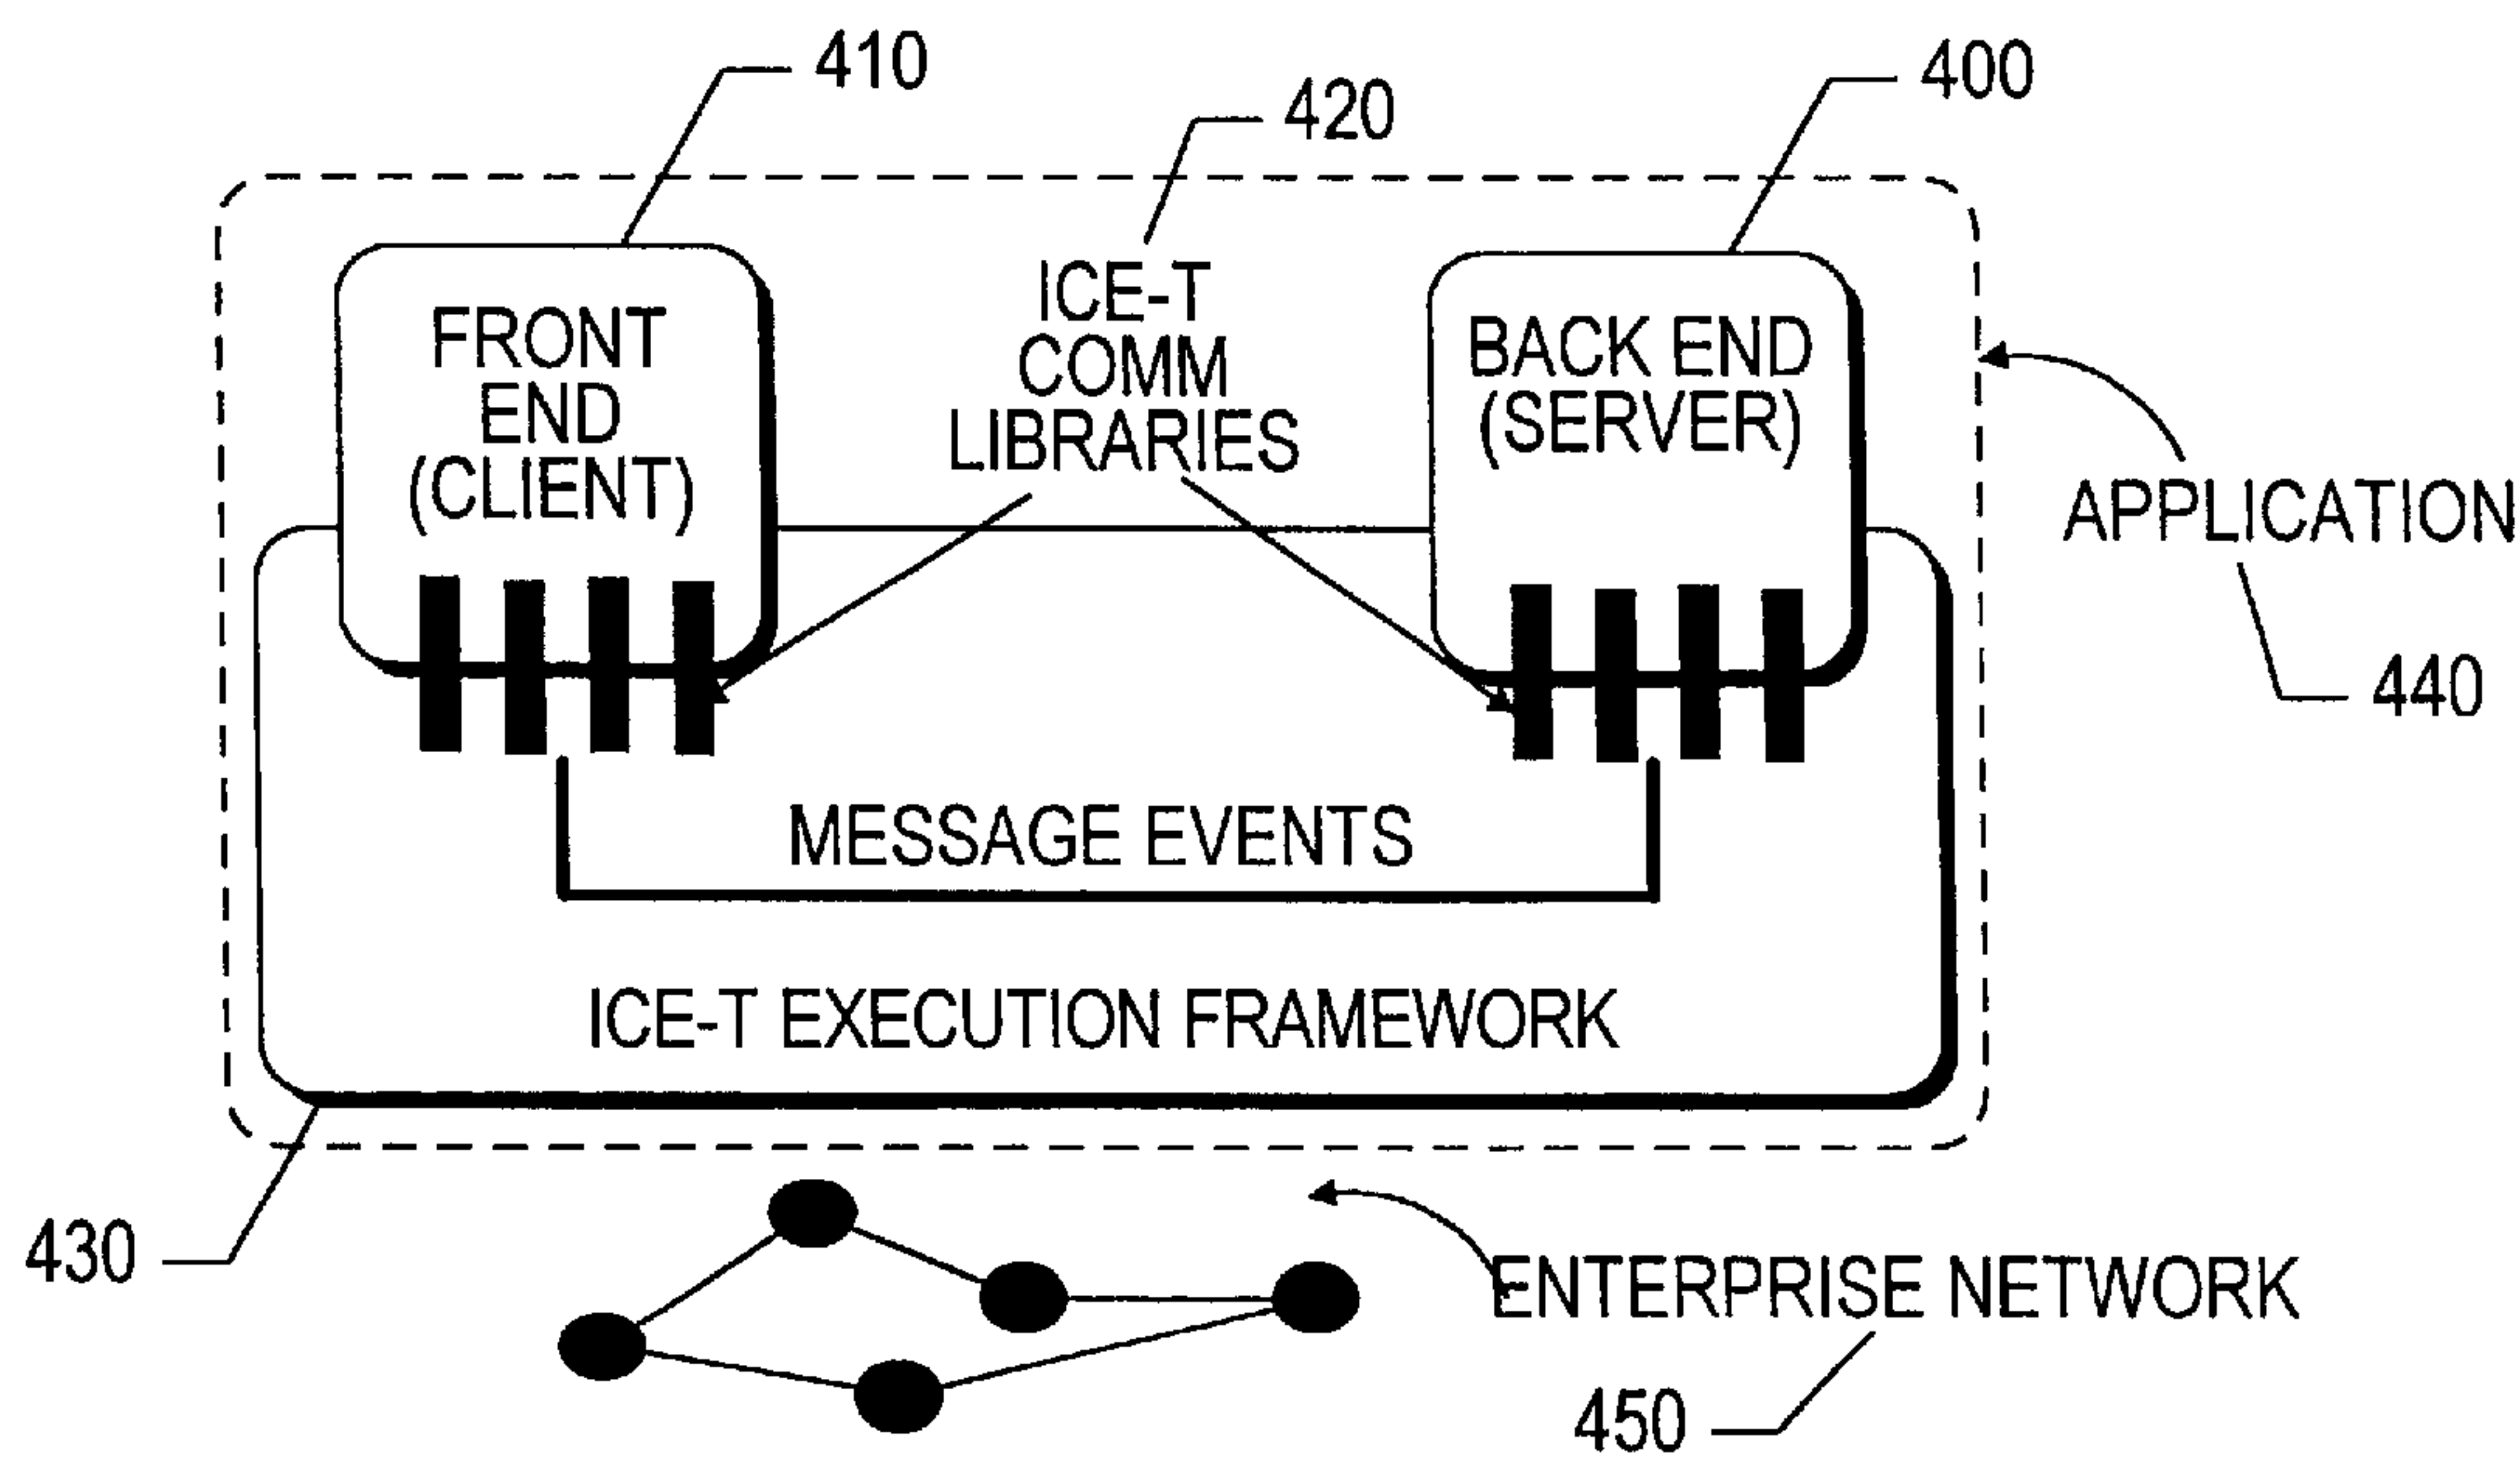 410
400
420
ICE-T
COMM
LIBRARIES
FRONT
END
(CLIENT)
BACK END
(SERVER)
APPLICATION
440
MESSAGE EVENTS
ICE-T EXECUTION FRAMEWORK
430
ENTERPRISE NETWORK
450